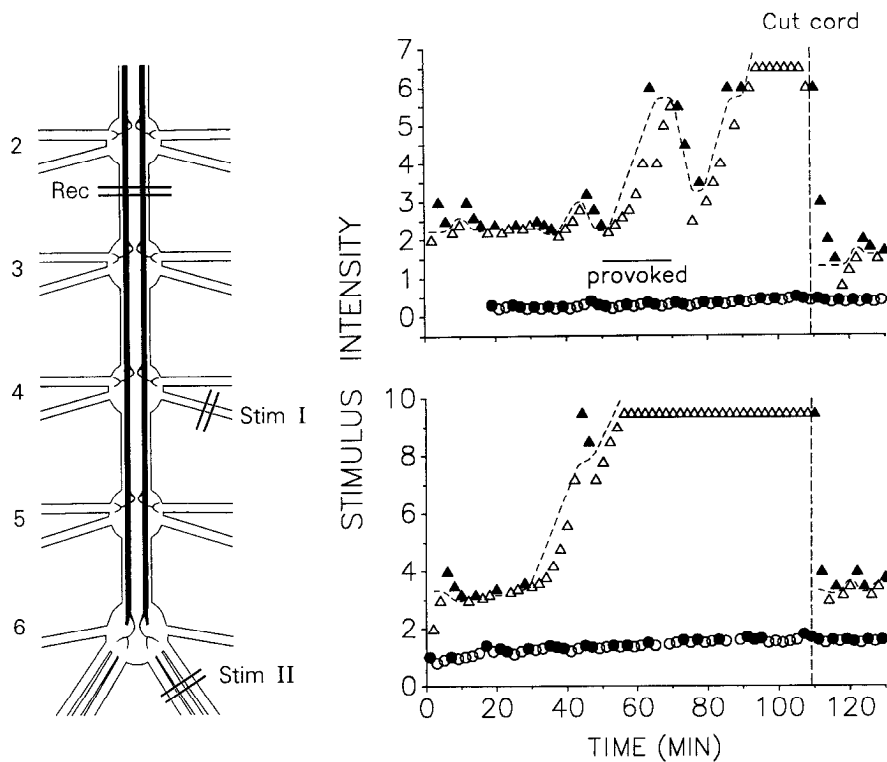 2
Rec
3
4
Stim I
5
6
Stim II
Cut cord
7
6
5
4
3
2
1
0
provoked
STIMULUS INTENSITY
10
8
6
4
2
0
0 20 40 60 80 100 120
TIME (MIN)